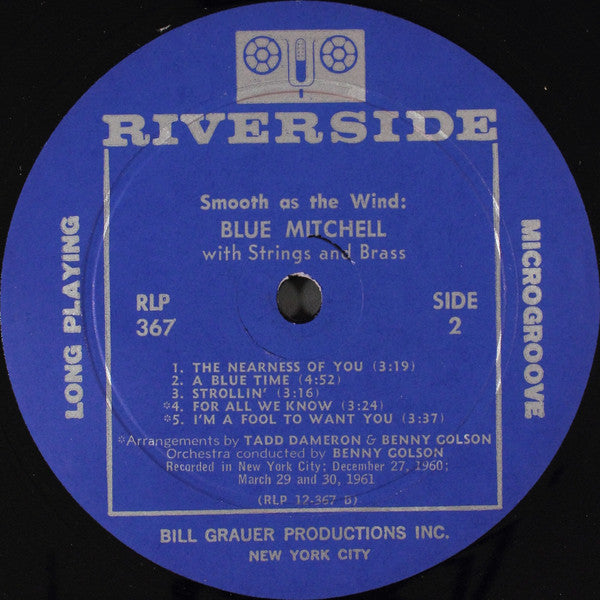 RIVERSIDE
Smooth as the Wind:
BLUE MITCHELL
with Strings and Brass
LONG PLAYING
MICROGROOVE
RLP
367
SIDE
2
1. THE NEARNESS OF YOU (3:19)
2. A BLUE TIME (4:52)
3. STROLLIN' (3:16)
*4. FOR ALL WE KNOW (3:24)
*5. I'M A FOOL TO WANT YOU (3:37)
*Arrangements by TADD DAMERON & BENNY GOLSON
Orchestra conducted by BENNY GOLSON
Recorded in New York City; December 27, 1960;
March 29 and 30, 1961
(RLP 12-367 B)
BILL GRAUER PRODUCTIONS INC.
NEW YORK CITY